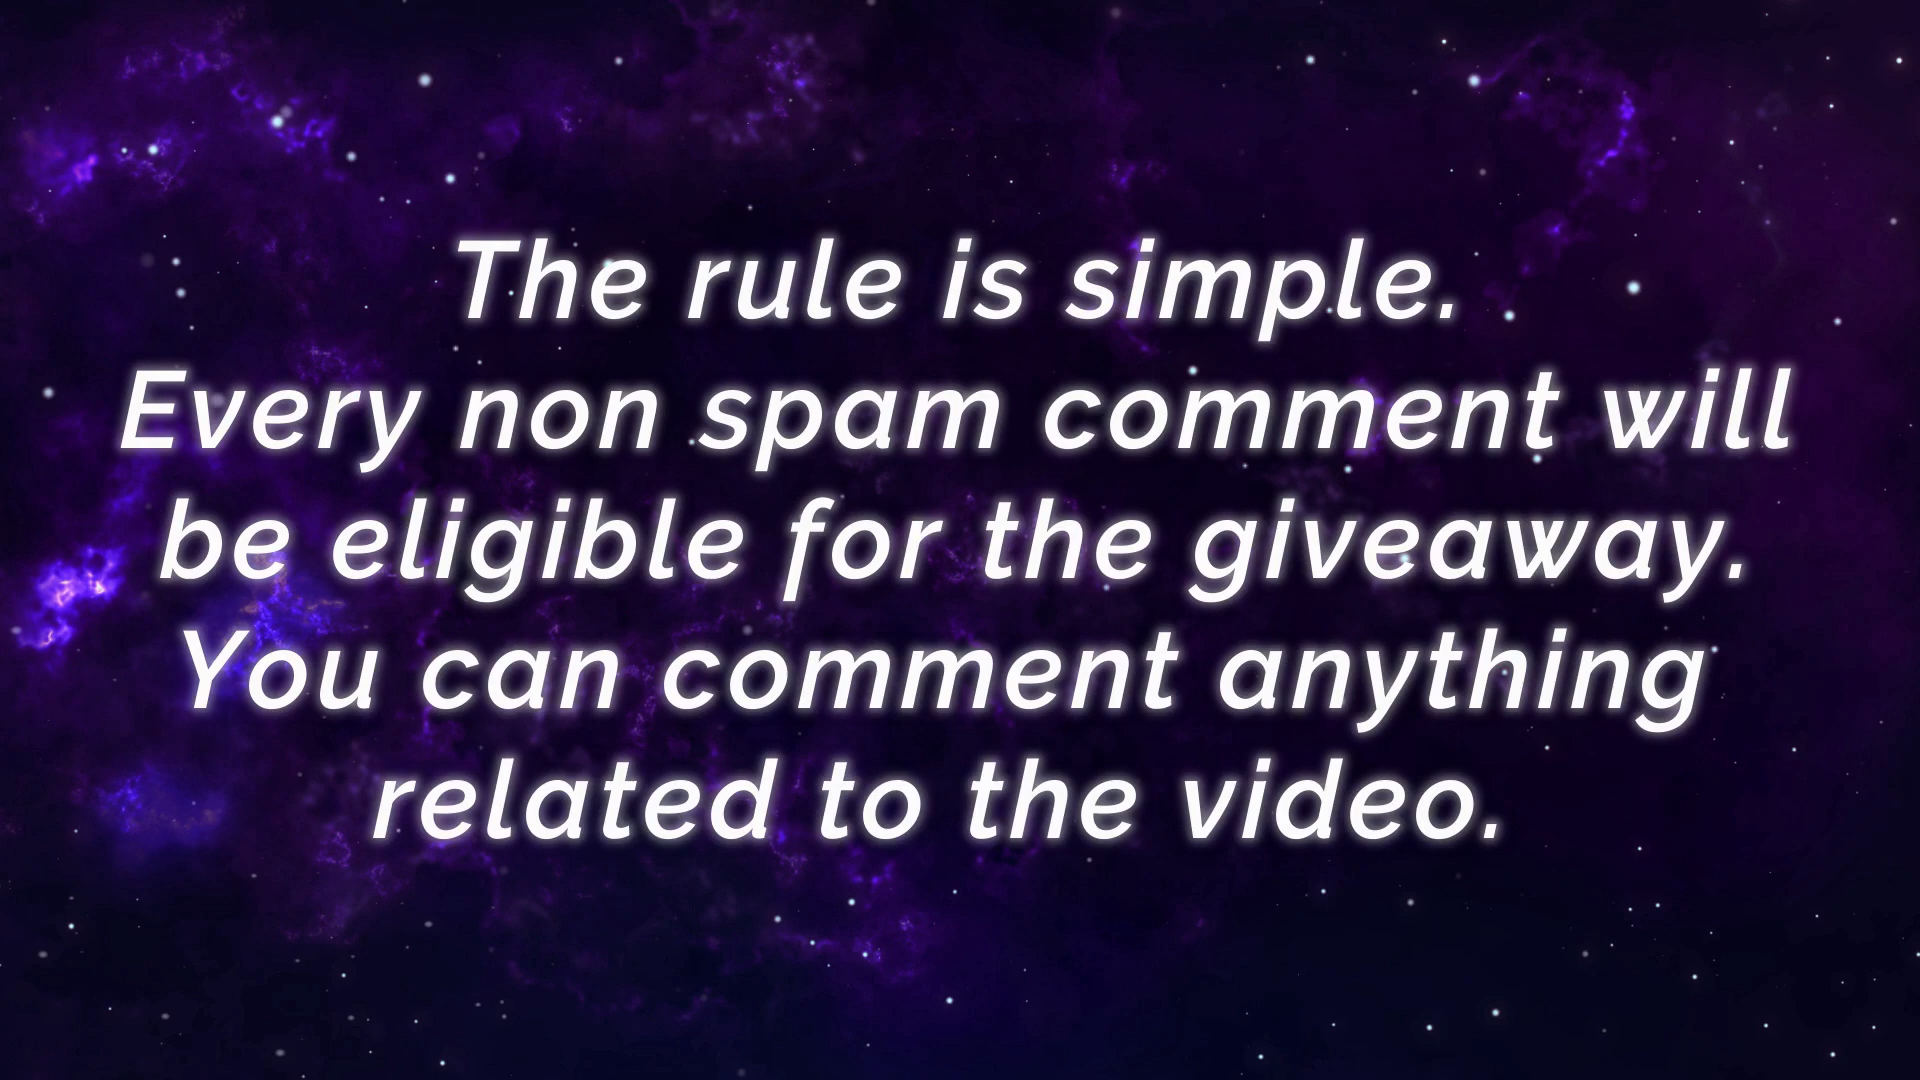 The rule is simple.
Every non spam comment will
be eligible for the giveaway.
You can comment anything
related to the video.